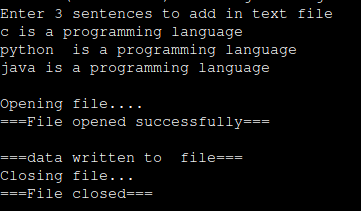 Enter 3 sentences to add in text file
c is a programming language
python  is a programming language
java is a programming language
Opening file....
===File opened successfully===
===data written to  file===
Closing file...
===File closed===